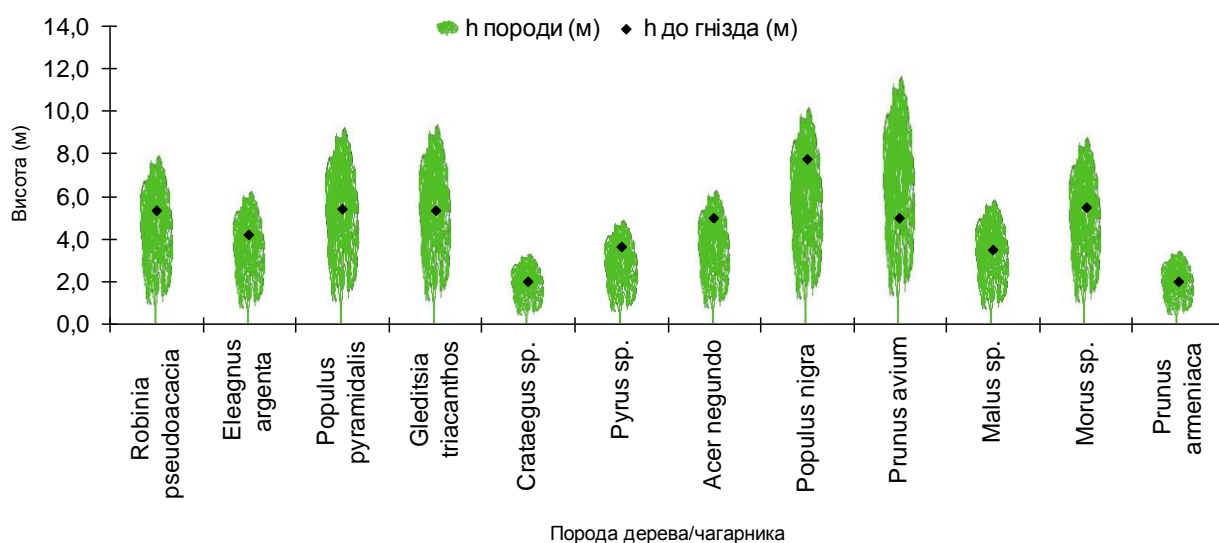 h породи (м) h до гнізда (м)
Висота (м)
14,0
12,0
10,0
8,0
6,0
4,0
2,0
0,0
Robinia
pseudoacacia
Eleagnus
argenta
Populus
pyramidalis
Gleditsia
triacanthos
Crataegus sp.
Pyrus sp.
Acer negundo
Populus nigra
Prunus avium
Malus sp.
Morus sp.
Prunus
armeniaca
Порода дерева/чагарника